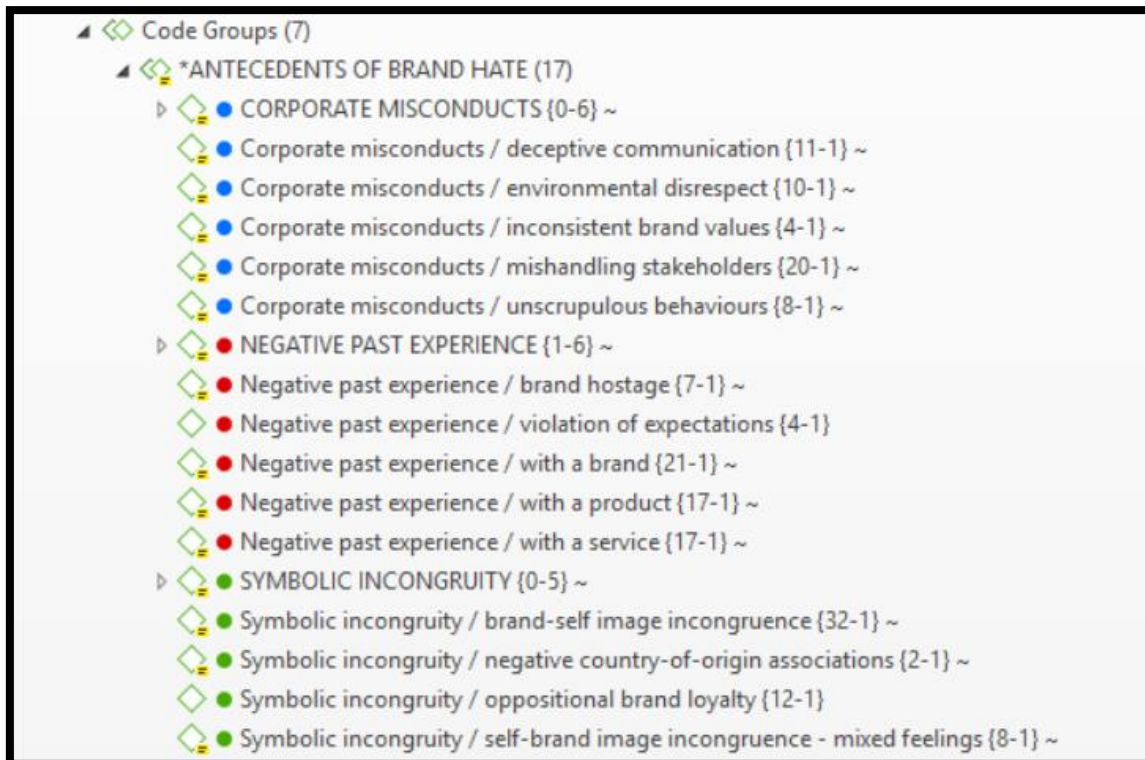 Code Groups (7)
*ANTECEDENTS OF BRAND HATE (17)
CORPORATE MISCONDUCTS {0-6} ~
Corporate misconducts / deceptive communication {11-1} ~
Corporate misconducts / environmental disrespect {10-1} ~
Corporate misconducts / inconsistent brand values {4-1} ~
Corporate misconducts / mishandling stakeholders {20-1} ~
Corporate misconducts / unscrupulous behaviours {8-1} ~
NEGATIVE PAST EXPERIENCE {1-6} ~
Negative past experience / brand hostage {7-1} ~
Negative past experience / violation of expectations {4-1}
Negative past experience / with a brand {21-1} ~
Negative past experience / with a product {17-1} ~
Negative past experience / with a service {17-1} ~
SYMBOLIC INCONGRUITY {0-5} ~
Symbolic incongruity / brand-self image incongruence {32-1} ~
Symbolic incongruity / negative country-of-origin associations {2-1} ~
Symbolic incongruity / oppositional brand loyalty {12-1}
Symbolic incongruity / self-brand image incongruence - mixed feelings {8-1} ~